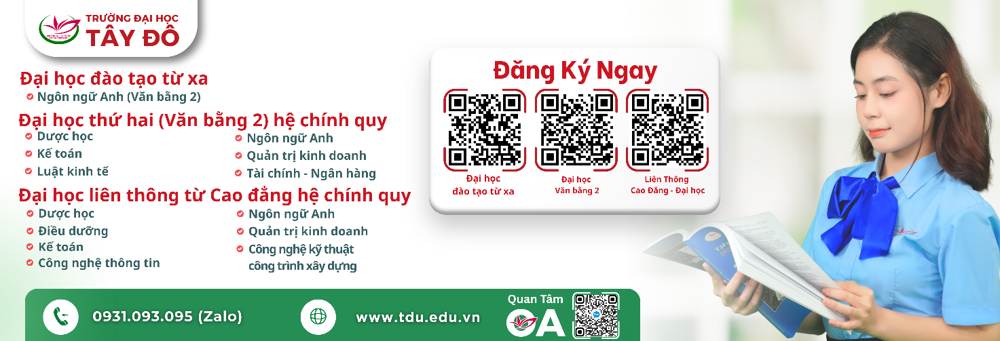 TRƯỜNG ĐẠI HỌC
TÂY ĐÔ
Đại học đào tạo từ xa
Ngôn ngữ Anh (Văn bằng 2)
Đại học thứ hai (Văn bằng 2) hệ chính quy
Dược học
Kế toán
Luật kinh tế
Ngôn ngữ Anh
Quản trị kinh doanh
Tài chính - Ngân hàng
Đại học liên thông từ Cao đẳng hệ chính quy
Dược học
Điều dưỡng
Kế toán
Công nghệ thông tin
Ngôn ngữ Anh
Quản trị kinh doanh
Công nghệ kỹ thuật
công trình xây dựng
Đăng Ký Ngay
Đại học
đào tạo từ xa
Đại học
Văn bằng 2
Liên Thông
Cao Đẳng - Đại học
0931.093.095 (Zalo)
www.tdu.edu.vn
Quan Tâm
OA